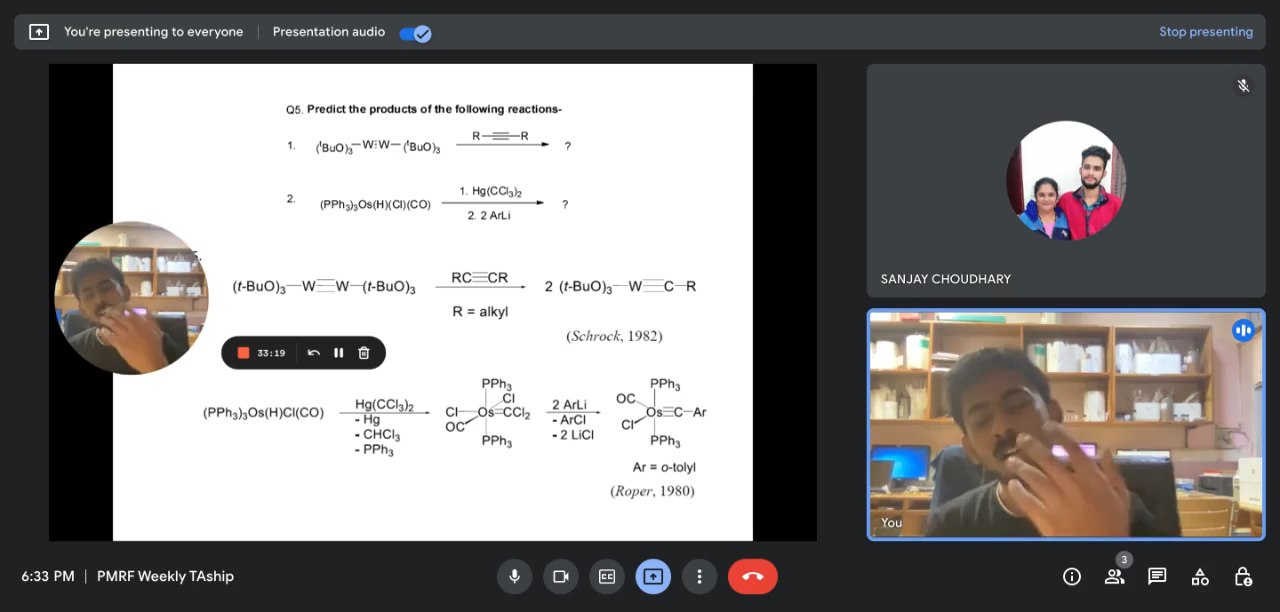 You're presenting to everyone
Presentation audio
Stop presenting
Q5. Predict the products of the following reactions-
1. (ᵗBuO)₃—W⫶W—(ᵗBuO)₃ R—≡—R ?
2. (PPh₃)₃Os(H)(Cl)(CO) 1. Hg(CCl₃)₂ ?
2. 2 ArLi
(t-BuO)₃—W≡W—(t-BuO)₃ RC≡CR 2 (t-BuO)₃—W≡C—R
R = alkyl
(Schrock, 1982)
33:19
(PPh₃)₃Os(H)Cl(CO) Hg(CCl₃)₂
- Hg
- CHCl₃
- PPh₃
PPh₃
Cl
Cl—Os=CCl₂
OC
PPh₃
2 ArLi
- ArCl
- 2 LiCl
PPh₃
OC
Os≡C—Ar
Cl
PPh₃
Ar = o-tolyl
(Roper, 1980)
SANJAY CHOUDHARY
You
6:33 PM | PMRF Weekly TAship
3